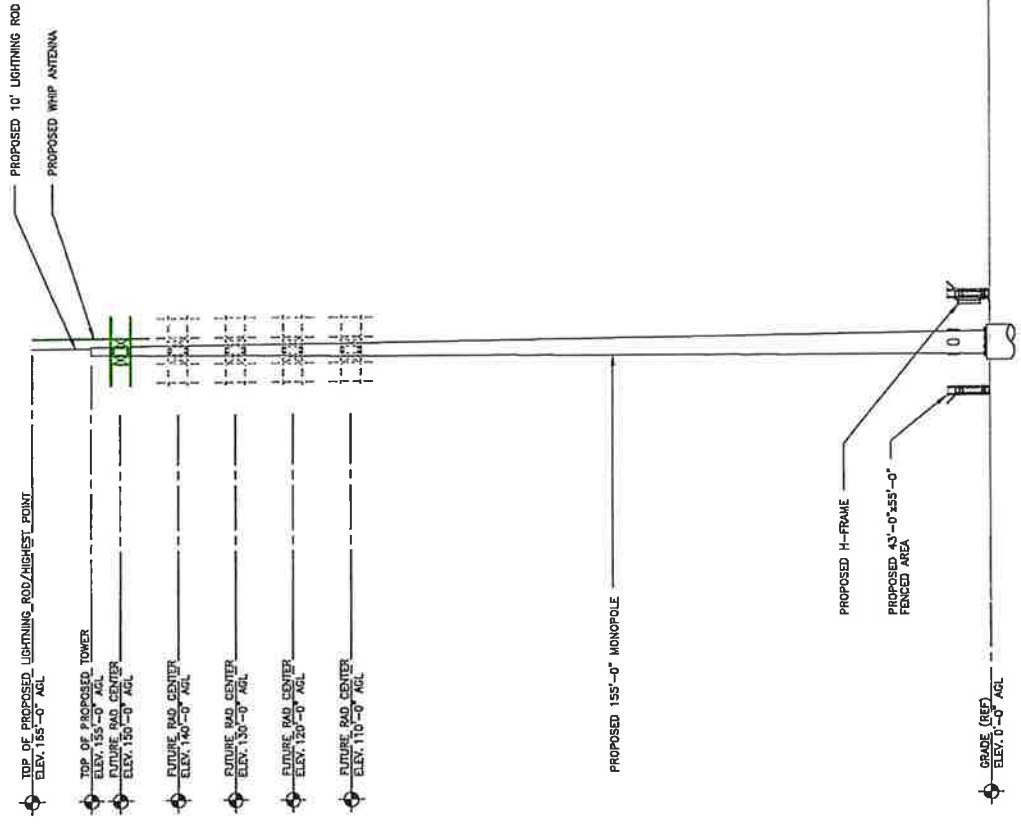 PROPOSED 10' LIGHTNING ROD
PROPOSED WHIP ANTENNA
TOP OF PROPOSED LIGHTNING ROD/HIGHEST POINT
ELEV. 165'-0" AGL
TOP OF PROPOSED TOWER
ELEV. 155'-0" AGL
FUTURE RAD CENTER
ELEV. 150'-0" AGL
FUTURE RAD CENTER
ELEV. 140'-0" AGL
FUTURE RAD CENTER
ELEV. 130'-0" AGL
FUTURE RAD CENTER
ELEV. 120'-0" AGL
FUTURE RAD CENTER
ELEV. 110'-0" AGL
PROPOSED 155'-0" MONOPOLE
PROPOSED H-FRAME
PROPOSED 43'-0"x55'-0"
FENCED AREA
GRADE (REF)
ELEV. 0'-0" AGL